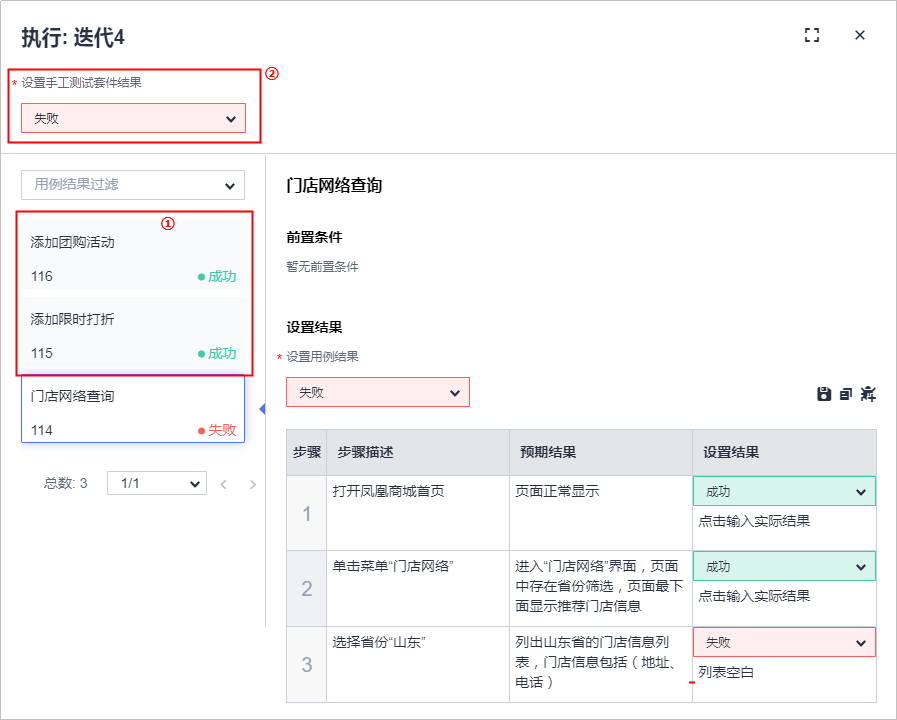 执行: 迭代4
* 设置手工测试套件结果
②
失败
用例结果过滤
①
添加团购活动
116
成功
添加限时打折
115
成功
门店网络查询
114
失败
总数: 3
1/1
门店网络查询
前置条件
暂无前置条件
设置结果
* 设置用例结果
失败
步骤 步骤描述 预期结果 设置结果
1
打开凤凰商城首页
页面正常显示
成功
点击输入实际结果
2
单击菜单“门店网络”
进入“门店网络”界面，页面
中存在省份筛选，页面最下
面显示推荐门店信息
成功
点击输入实际结果
3
选择省份“山东”
列出山东省的门店信息列
表，门店信息包括（地址、
电话）
失败
列表空白